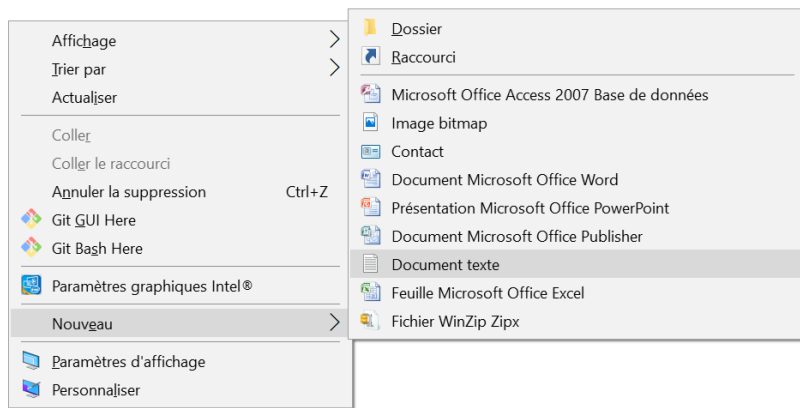 Affichage
Trier par
Actualiser
Coller
Coller le raccourci
Annuler la suppression Ctrl+Z
Git GUI Here
Git Bash Here
Paramètres graphiques Intel®
Nouveau
Paramètres d'affichage
Personnaliser
Dossier
Raccourci
Microsoft Office Access 2007 Base de données
Image bitmap
Contact
Document Microsoft Office Word
Présentation Microsoft Office PowerPoint
Document Microsoft Office Publisher
Document texte
Feuille Microsoft Office Excel
Fichier WinZip Zipx